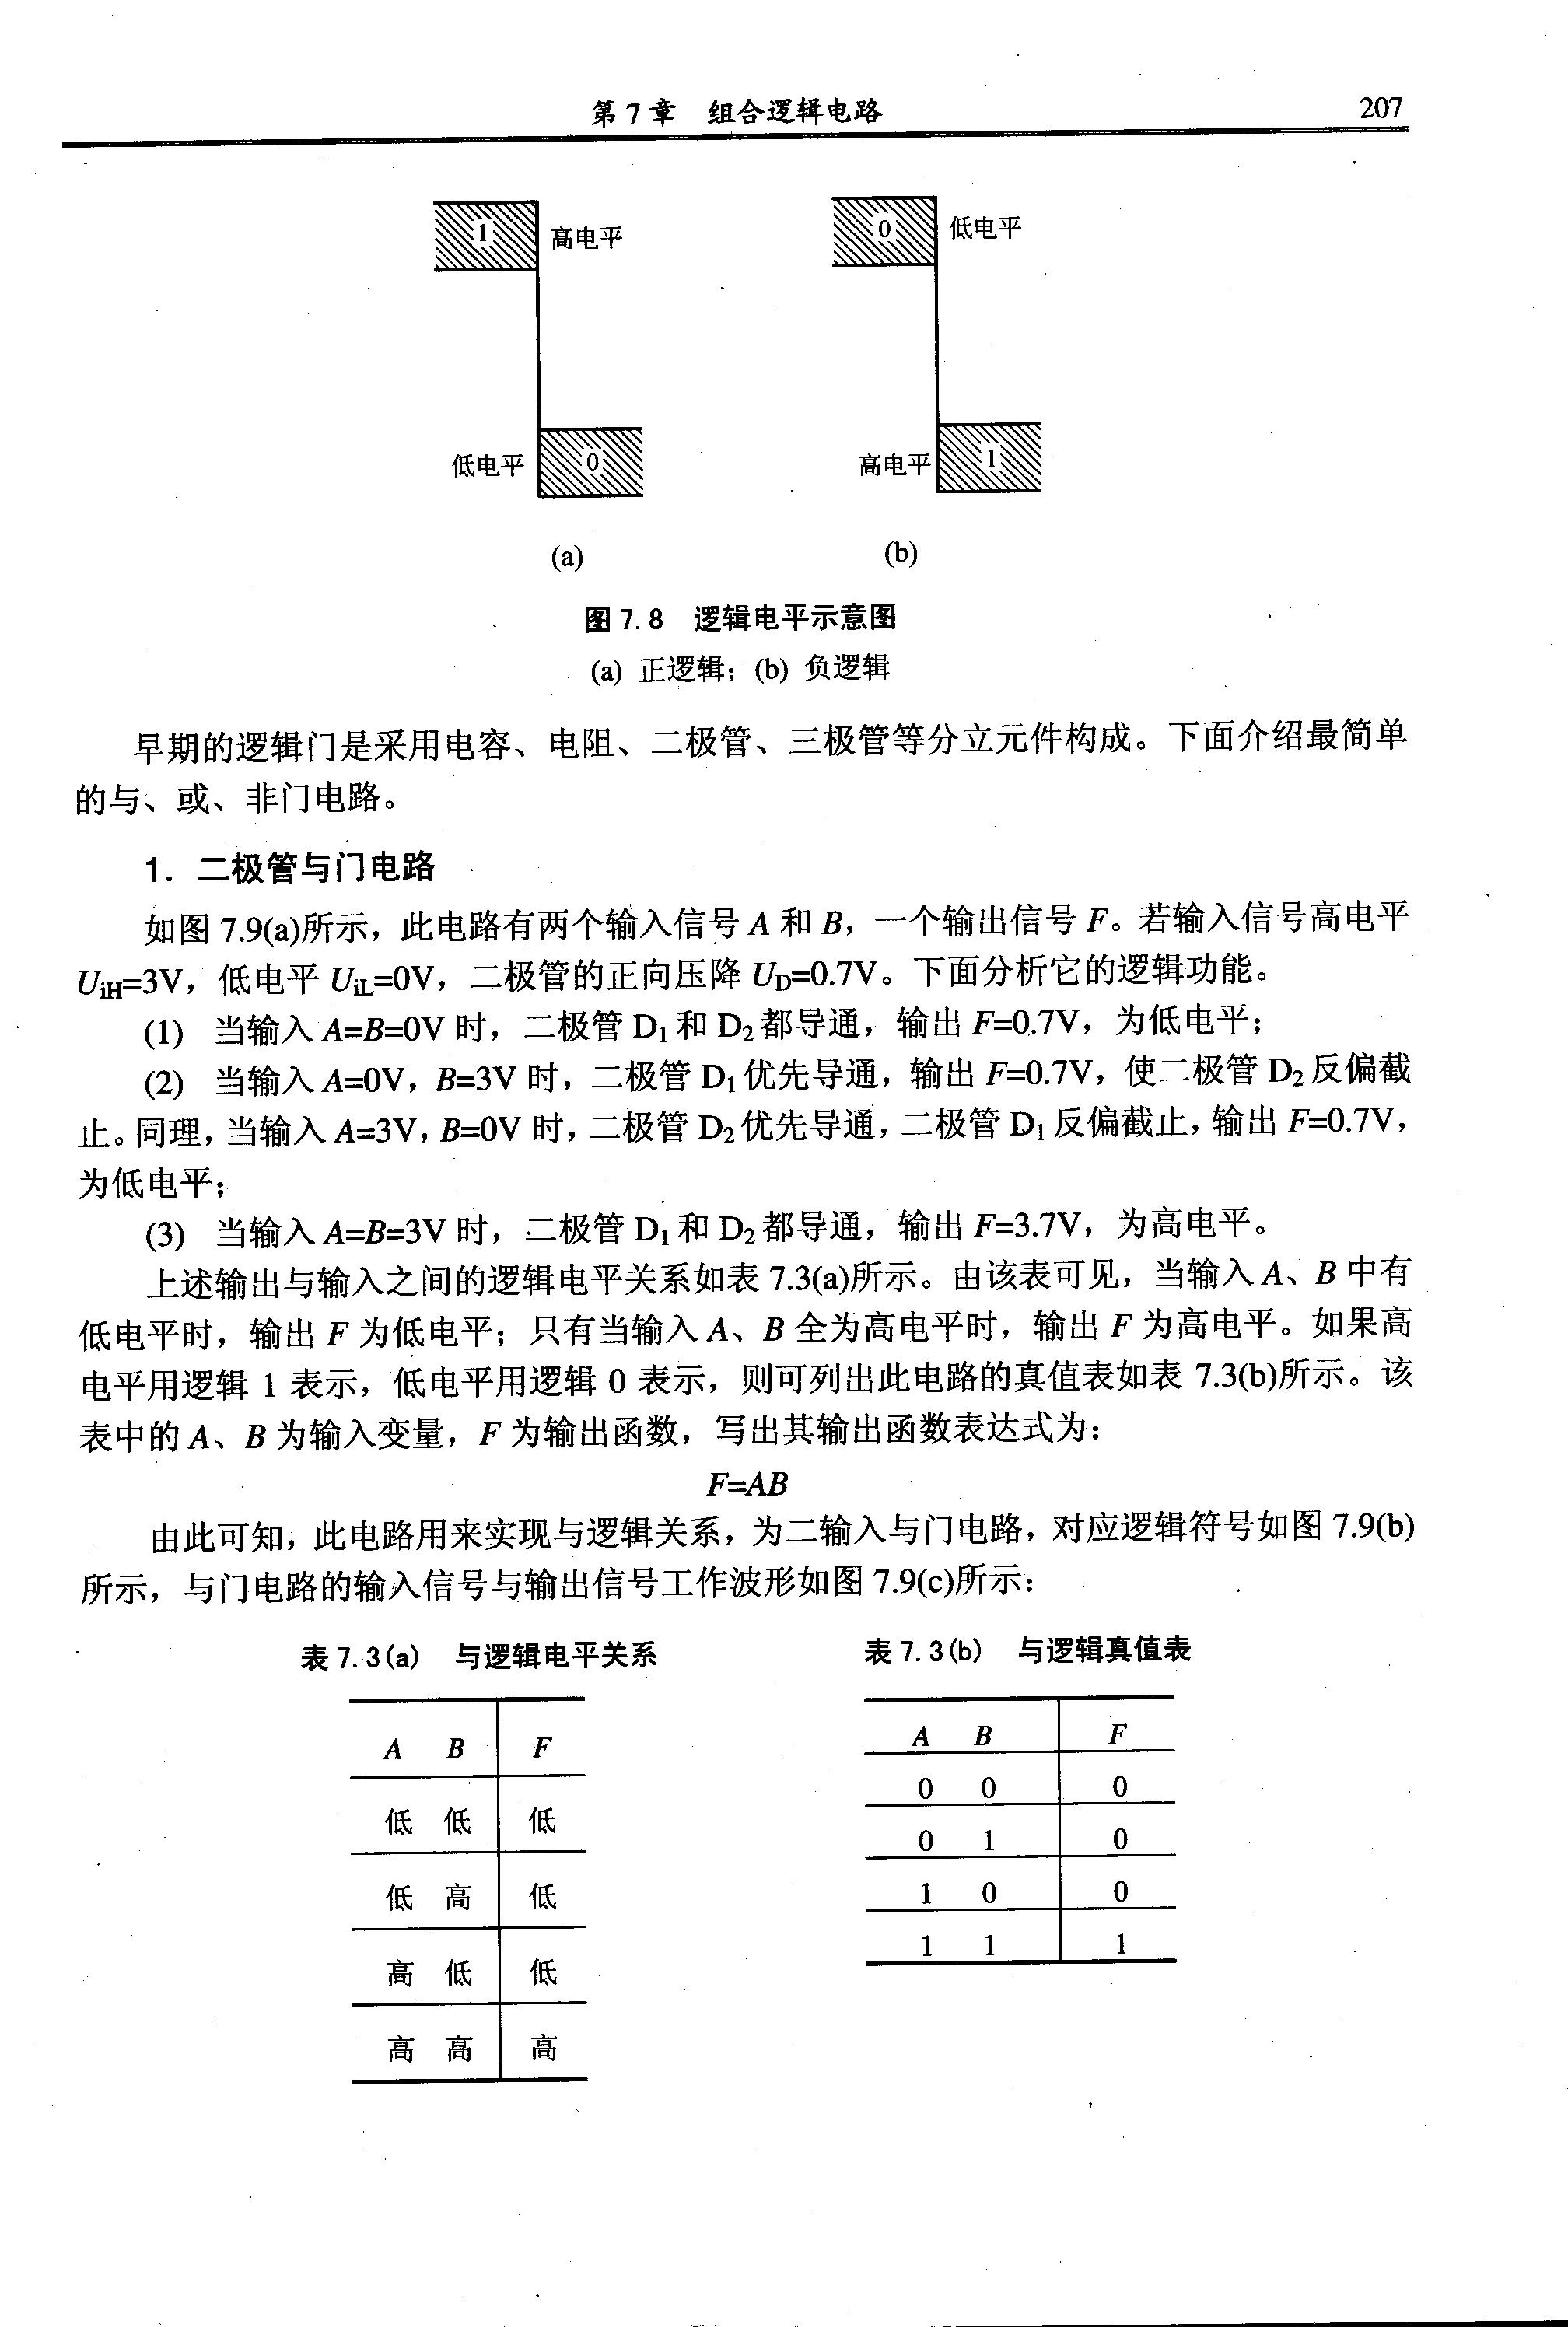 第 7 章 组合逻辑电路 207
1 高电平 0 低电平
低电平 0 高电平 1
(a) (b)
图 7.8 逻辑电平示意图
(a) 正逻辑；(b) 负逻辑
早期的逻辑门是采用电容、电阻、二极管、三极管等分立元件构成。下面介绍最简单
的与、或、非门电路。
1. 二极管与门电路
如图 7.9(a)所示，此电路有两个输入信号 A 和 B，一个输出信号 F。若输入信号高电平
UiH=3V，低电平 UiL=0V，二极管的正向压降 UD=0.7V。下面分析它的逻辑功能。
(1) 当输入 A=B=0V 时，二极管 D1 和 D2 都导通，输出 F=0.7V，为低电平；
(2) 当输入 A=0V，B=3V 时，二极管 D1 优先导通，输出 F=0.7V，使二极管 D2 反偏截
止。同理，当输入 A=3V，B=0V 时，二极管 D2 优先导通，二极管 D1 反偏截止，输出 F=0.7V，
为低电平；
(3) 当输入 A=B=3V 时，二极管 D1 和 D2 都导通，输出 F=3.7V，为高电平。
上述输出与输入之间的逻辑电平关系如表 7.3(a)所示。由该表可见，当输入 A、B 中有
低电平时，输出 F 为低电平；只有当输入 A、B 全为高电平时，输出 F 为高电平。如果高
电平用逻辑 1 表示，低电平用逻辑 0 表示，则可列出此电路的真值表如表 7.3(b)所示。该
表中的 A、B 为输入变量，F 为输出函数，写出其输出函数表达式为：
F=AB
由此可知，此电路用来实现与逻辑关系，为二输入与门电路，对应逻辑符号如图 7.9(b)
所示，与门电路的输入信号与输出信号工作波形如图 7.9(c)所示：
表 7.3(a) 与逻辑电平关系
A B F
低 低 低
低 高 低
高 低 低
高 高 高
表 7.3(b) 与逻辑真值表
A B F
0 0 0
0 1 0
1 0 0
1 1 1